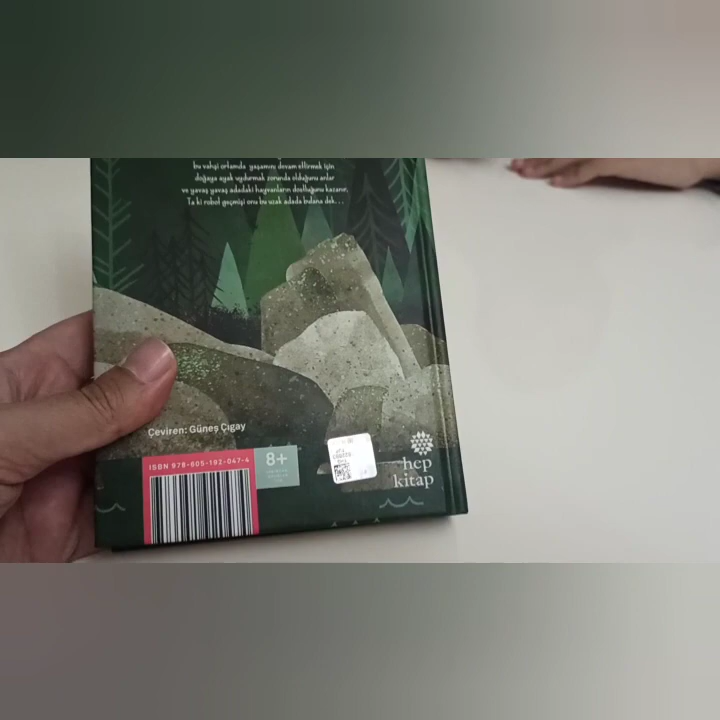 bu vahşi ortamda yaşamını devam ettirmek için
doğaya ayak uydurmak zorunda olduğunu anlar
ve yavaş yavaş adadaki hayvanların dostluğunu kazanır.
Ta ki robot geçmişi onu bu uzak adada bulana dek...
Çeviren: Güneş Çıgay
ISBN 978-605-192-047-4
8+
hep
kitap